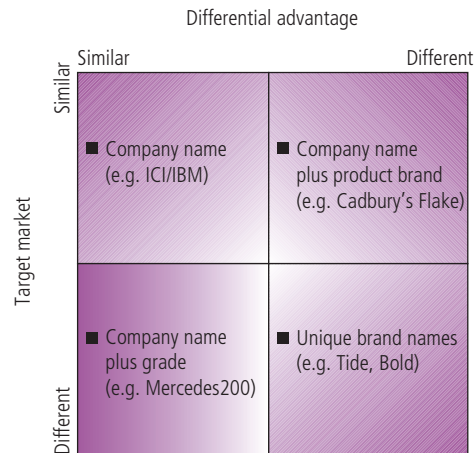 Differential advantage
Similar
Different
Similar
■ Company name
(e.g. ICI/IBM)
■ Company name
plus product brand
(e.g. Cadbury's Flake)
Target market
■ Company name
plus grade
(e.g. Mercedes200)
■ Unique brand names
(e.g. Tide, Bold)
Different